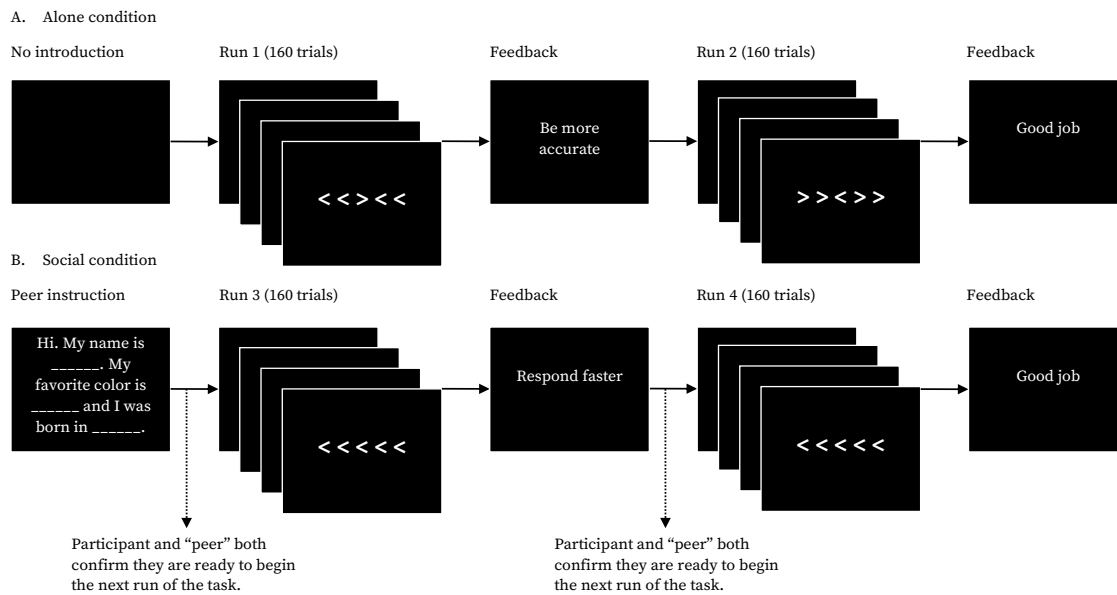 A. Alone condition
No introduction
Run 1 (160 trials)
Feedback
Run 2 (160 trials)
Feedback
< < > < <
Be more
accurate
> > < > >
Good job
B. Social condition
Peer instruction
Run 3 (160 trials)
Feedback
Run 4 (160 trials)
Feedback
Hi. My name is
______. My
favorite color is
______ and I was
born in ______.
< < < < <
Respond faster
< < < < <
Good job
Participant and “peer” both
confirm they are ready to begin
the next run of the task.
Participant and “peer” both
confirm they are ready to begin
the next run of the task.